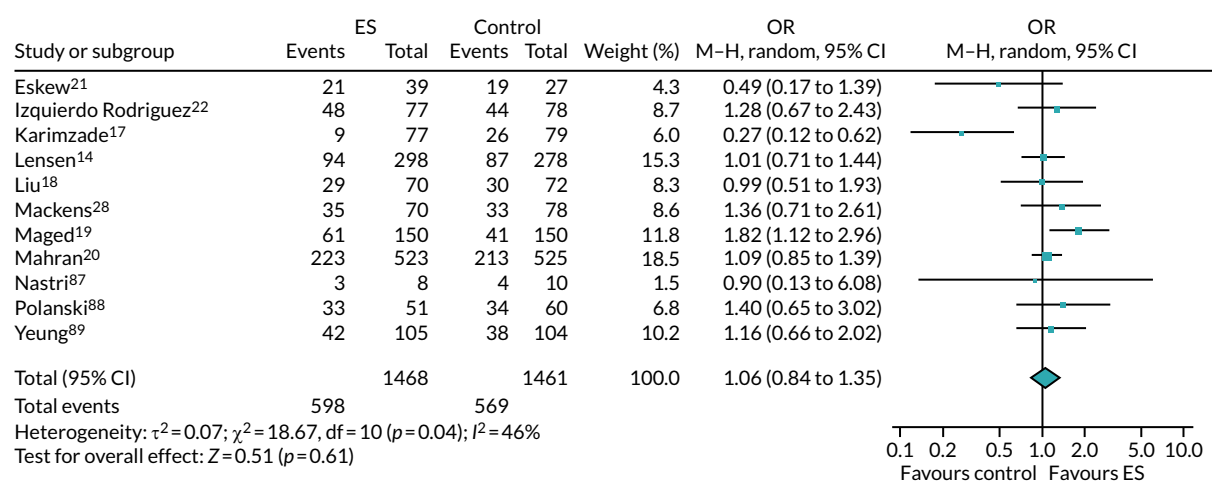 ES Control OR OR
Study or subgroup Events Total Events Total Weight (%) M–H, random, 95% CI M–H, random, 95% CI
Eskew21 21 39 19 27 4.3 0.49 (0.17 to 1.39)
Izquierdo Rodriguez22 48 77 44 78 8.7 1.28 (0.67 to 2.43)
Karimzade17 9 77 26 79 6.0 0.27 (0.12 to 0.62)
Lensen14 94 298 87 278 15.3 1.01 (0.71 to 1.44)
Liu18 29 70 30 72 8.3 0.99 (0.51 to 1.93)
Mackens28 35 70 33 78 8.6 1.36 (0.71 to 2.61)
Maged19 61 150 41 150 11.8 1.82 (1.12 to 2.96)
Mahran20 223 523 213 525 18.5 1.09 (0.85 to 1.39)
Nastri87 3 8 4 10 1.5 0.90 (0.13 to 6.08)
Polanski88 33 51 34 60 6.8 1.40 (0.65 to 3.02)
Yeung89 42 105 38 104 10.2 1.16 (0.66 to 2.02)
Total (95% CI) 1468 1461 100.0 1.06 (0.84 to 1.35)
Total events 598 569
Heterogeneity: τ2=0.07; χ2=18.67, df=10 (p=0.04); I2=46%
Test for overall effect: Z=0.51 (p=0.61)
0.1 0.2 0.5 1.0 2.0 5.0 10.0
Favours control Favours ES